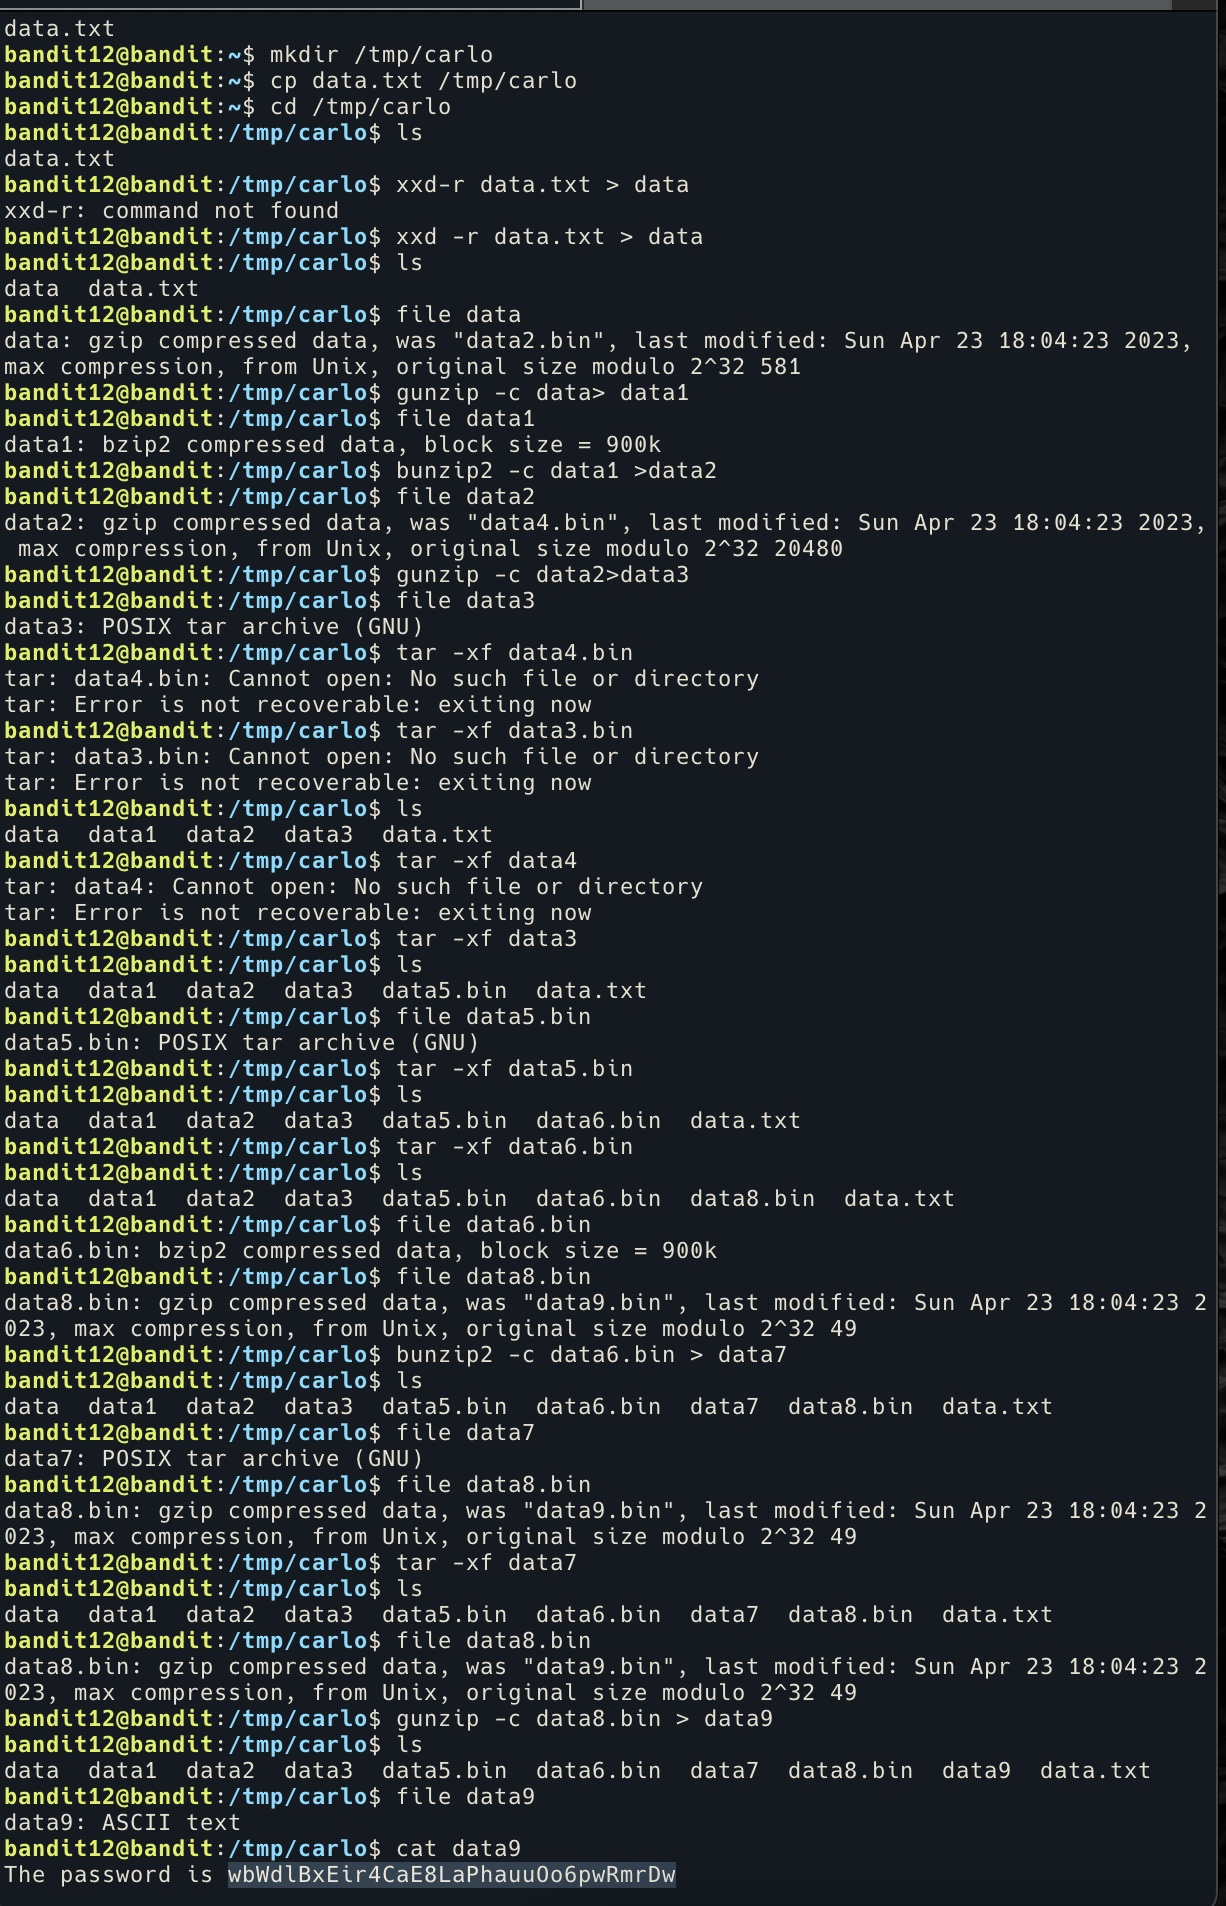 data.txt
bandit12@bandit:~$ mkdir /tmp/carlo
bandit12@bandit:~$ cp data.txt /tmp/carlo
bandit12@bandit:~$ cd /tmp/carlo
bandit12@bandit:/tmp/carlo$ ls
data.txt
bandit12@bandit:/tmp/carlo$ xxd-r data.txt > data
xxd-r: command not found
bandit12@bandit:/tmp/carlo$ xxd -r data.txt > data
bandit12@bandit:/tmp/carlo$ ls
data  data.txt
bandit12@bandit:/tmp/carlo$ file data
data: gzip compressed data, was "data2.bin", last modified: Sun Apr 23 18:04:23 2023,
max compression, from Unix, original size modulo 2^32 581
bandit12@bandit:/tmp/carlo$ gunzip -c data> data1
bandit12@bandit:/tmp/carlo$ file data1
data1: bzip2 compressed data, block size = 900k
bandit12@bandit:/tmp/carlo$ bunzip2 -c data1 >data2
bandit12@bandit:/tmp/carlo$ file data2
data2: gzip compressed data, was "data4.bin", last modified: Sun Apr 23 18:04:23 2023,
 max compression, from Unix, original size modulo 2^32 20480
bandit12@bandit:/tmp/carlo$ gunzip -c data2>data3
bandit12@bandit:/tmp/carlo$ file data3
data3: POSIX tar archive (GNU)
bandit12@bandit:/tmp/carlo$ tar -xf data4.bin
tar: data4.bin: Cannot open: No such file or directory
tar: Error is not recoverable: exiting now
bandit12@bandit:/tmp/carlo$ tar -xf data3.bin
tar: data3.bin: Cannot open: No such file or directory
tar: Error is not recoverable: exiting now
bandit12@bandit:/tmp/carlo$ ls
data  data1  data2  data3  data.txt
bandit12@bandit:/tmp/carlo$ tar -xf data4
tar: data4: Cannot open: No such file or directory
tar: Error is not recoverable: exiting now
bandit12@bandit:/tmp/carlo$ tar -xf data3
bandit12@bandit:/tmp/carlo$ ls
data  data1  data2  data3  data5.bin  data.txt
bandit12@bandit:/tmp/carlo$ file data5.bin
data5.bin: POSIX tar archive (GNU)
bandit12@bandit:/tmp/carlo$ tar -xf data5.bin
bandit12@bandit:/tmp/carlo$ ls
data  data1  data2  data3  data5.bin  data6.bin  data.txt
bandit12@bandit:/tmp/carlo$ tar -xf data6.bin
bandit12@bandit:/tmp/carlo$ ls
data  data1  data2  data3  data5.bin  data6.bin  data8.bin  data.txt
bandit12@bandit:/tmp/carlo$ file data6.bin
data6.bin: bzip2 compressed data, block size = 900k
bandit12@bandit:/tmp/carlo$ file data8.bin
data8.bin: gzip compressed data, was "data9.bin", last modified: Sun Apr 23 18:04:23 2
023, max compression, from Unix, original size modulo 2^32 49
bandit12@bandit:/tmp/carlo$ bunzip2 -c data6.bin > data7
bandit12@bandit:/tmp/carlo$ ls
data  data1  data2  data3  data5.bin  data6.bin  data7  data8.bin  data.txt
bandit12@bandit:/tmp/carlo$ file data7
data7: POSIX tar archive (GNU)
bandit12@bandit:/tmp/carlo$ file data8.bin
data8.bin: gzip compressed data, was "data9.bin", last modified: Sun Apr 23 18:04:23 2
023, max compression, from Unix, original size modulo 2^32 49
bandit12@bandit:/tmp/carlo$ tar -xf data7
bandit12@bandit:/tmp/carlo$ ls
data  data1  data2  data3  data5.bin  data6.bin  data7  data8.bin  data.txt
bandit12@bandit:/tmp/carlo$ file data8.bin
data8.bin: gzip compressed data, was "data9.bin", last modified: Sun Apr 23 18:04:23 2
023, max compression, from Unix, original size modulo 2^32 49
bandit12@bandit:/tmp/carlo$ gunzip -c data8.bin > data9
bandit12@bandit:/tmp/carlo$ ls
data  data1  data2  data3  data5.bin  data6.bin  data7  data8.bin  data9  data.txt
bandit12@bandit:/tmp/carlo$ file data9
data9: ASCII text
bandit12@bandit:/tmp/carlo$ cat data9
The password is wbWdlBxEir4CaE8LaPhauuOo6pwRmrDw